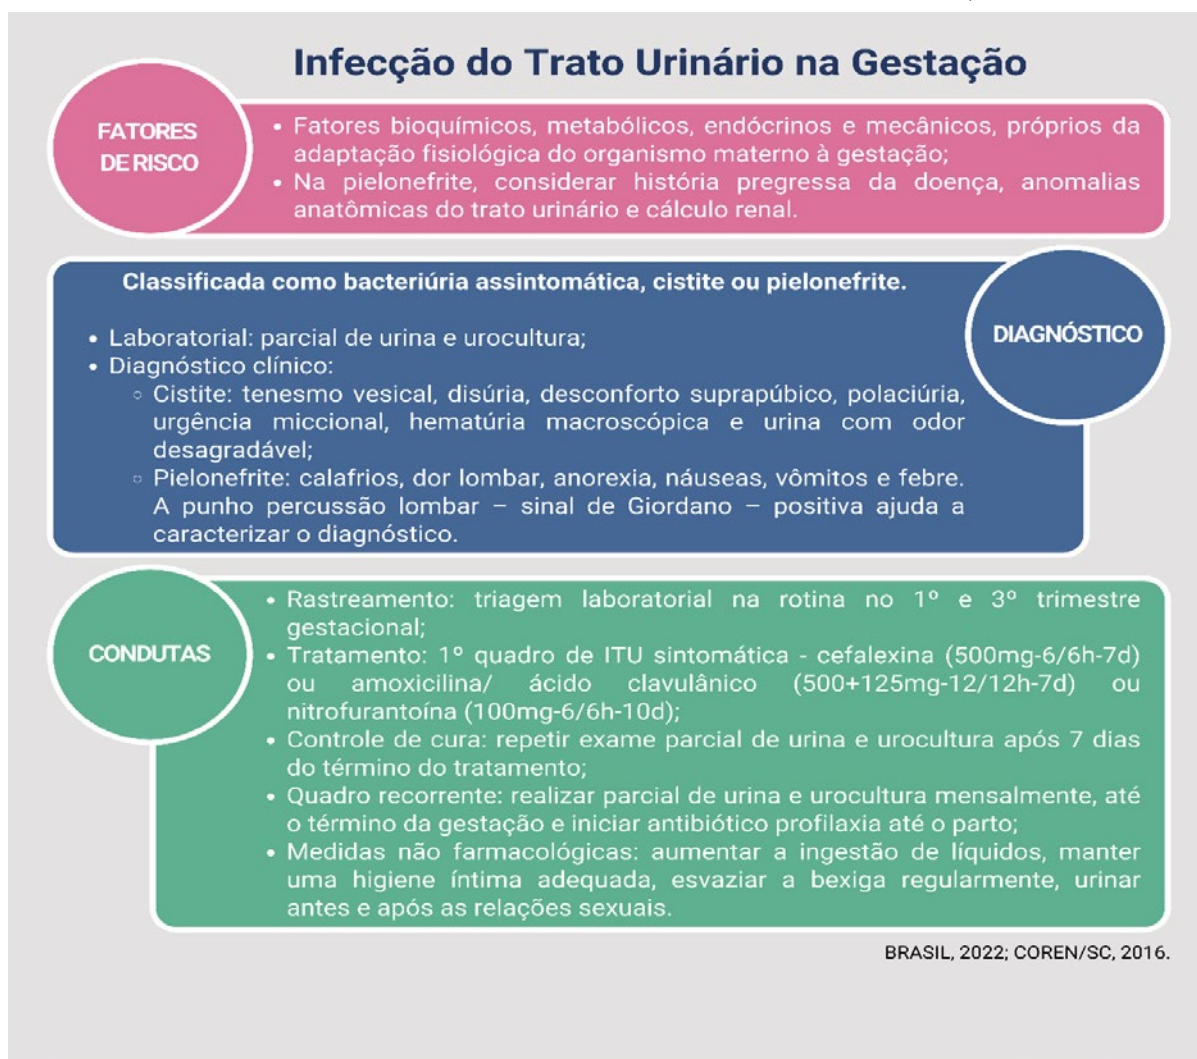 Infecção do Trato Urinário na Gestação
FATORES
DE RISCO
• Fatores bioquímicos, metabólicos, endócrinos e mecânicos, próprios da
adaptação fisiológica do organismo materno à gestação;
• Na pielonefrite, considerar história pregressa da doença, anomalias
anatômicas do trato urinário e cálculo renal.
Classificada como bacteriúria assintomática, cistite ou pielonefrite.
DIAGNÓSTICO
• Laboratorial: parcial de urina e urocultura;
• Diagnóstico clínico:
◦ Cistite: tenesmo vesical, disúria, desconforto suprapúbico, polaciúria,
urgência miccional, hematúria macroscópica e urina com odor
desagradável;
◦ Pielonefrite: calafrios, dor lombar, anorexia, náuseas, vômitos e febre.
A punho percussão lombar – sinal de Giordano – positiva ajuda a
caracterizar o diagnóstico.
CONDUTAS
• Rastreamento: triagem laboratorial na rotina no 1º e 3º trimestre
gestacional;
• Tratamento: 1º quadro de ITU sintomática - cefalexina (500mg-6/6h-7d)
ou amoxicilina/ ácido clavulânico (500+125mg-12/12h-7d) ou
nitrofurantoína (100mg-6/6h-10d);
• Controle de cura: repetir exame parcial de urina e urocultura após 7 dias
do término do tratamento;
• Quadro recorrente: realizar parcial de urina e urocultura mensalmente, até
o término da gestação e iniciar antibiótico profilaxia até o parto;
• Medidas não farmacológicas: aumentar a ingestão de líquidos, manter
uma higiene íntima adequada, esvaziar a bexiga regularmente, urinar
antes e após as relações sexuais.
BRASIL, 2022; COREN/SC, 2016.